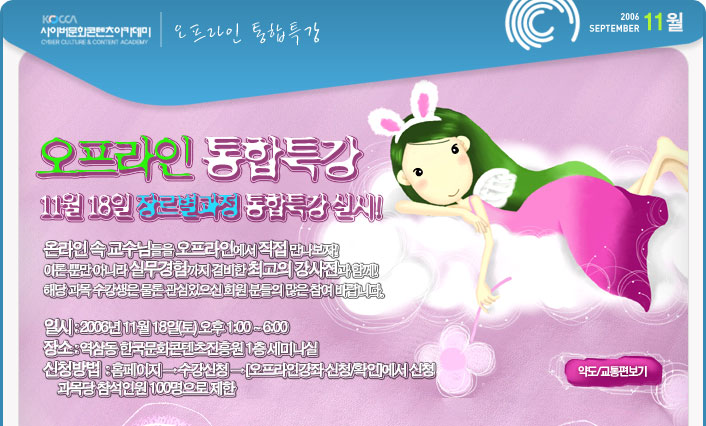 KOCCA
사이버문화콘텐츠아카데미
CYBER CULTURE & CONTENT ACADEMY
오프라인 통합특강
2006
SEPTEMBER 11월
오프라인 통합특강
11월 18일 장르별과정 통합특강 실시!
온라인 속 교수님들을 오프라인에서 직접 만나보자!
이론 뿐만 아니라 실무경험까지 겸비한 최고의 강사진과 함께!
해당 과목 수강생은 물론 관심있으신 회원 분들의 많은 참여 바랍니다.
일시 : 2006년 11월 18일(토) 오후 1:00 ~ 6:00
장소 : 역삼동 한국문화콘텐츠진흥원 1층 세미나실
신청방법 : 홈페이지 → 수강신청 → [오프라인강좌 신청/확인]에서 신청
과목당 참석인원 100명으로 제한
약도/교통편보기